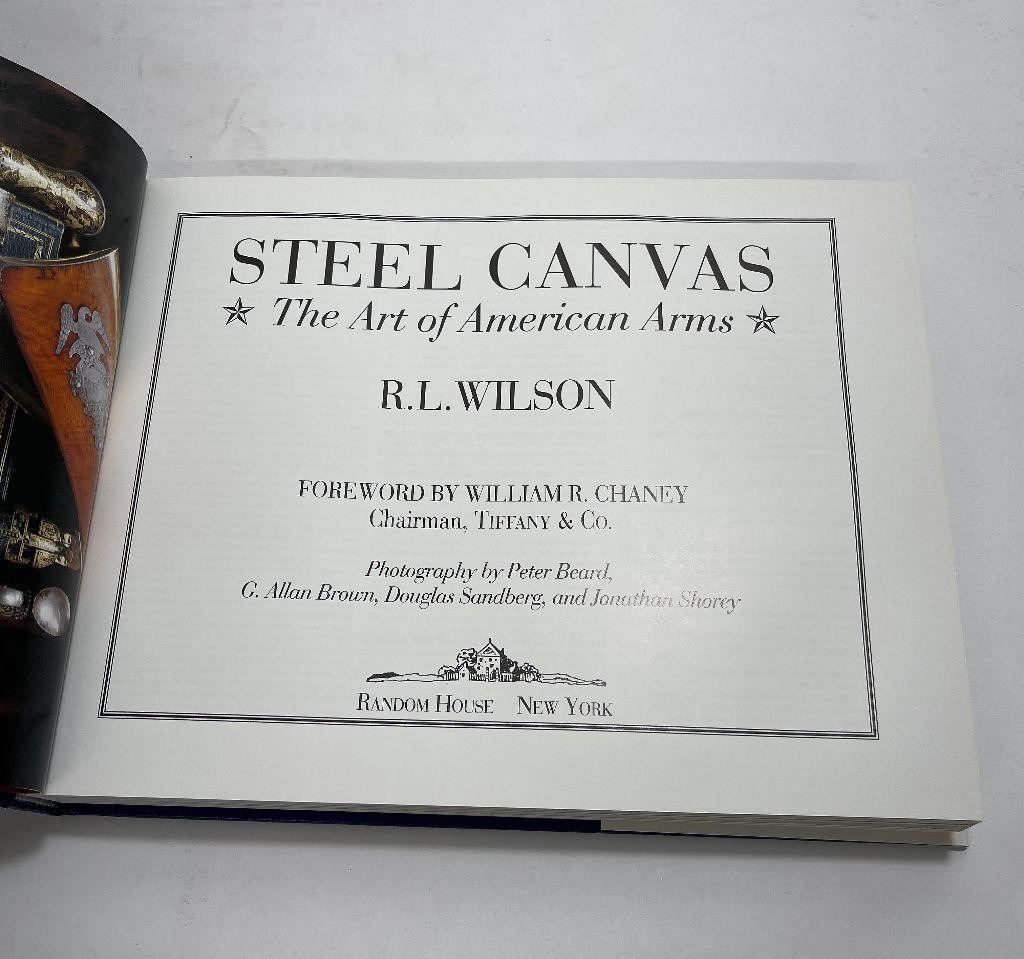 STEEL CANVAS
The Art of American Arms
R.L. WILSON
FOREWORD BY WILLIAM R. CHANEY
Chairman, TIFFANY & CO.
Photography by Peter Beard,
G. Allan Brown, Douglas Sandberg, and Jonathan Shorey
RANDOM HOUSE NEW YORK